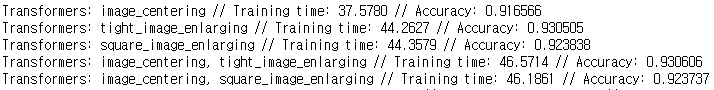 Transformers: image_centering // Training time: 37.5780 // Accuracy: 0.916566
Transformers: tight_image_enlarging // Training time: 44.2627 // Accuracy: 0.930505
Transformers: square_image_enlarging // Training time: 44.3579 // Accuracy: 0.923838
Transformers: image_centering, tight_image_enlarging // Training time: 46.5714 // Accuracy: 0.930606
Transformers: image_centering, square_image_enlarging // Training time: 46.1861 // Accuracy: 0.923737